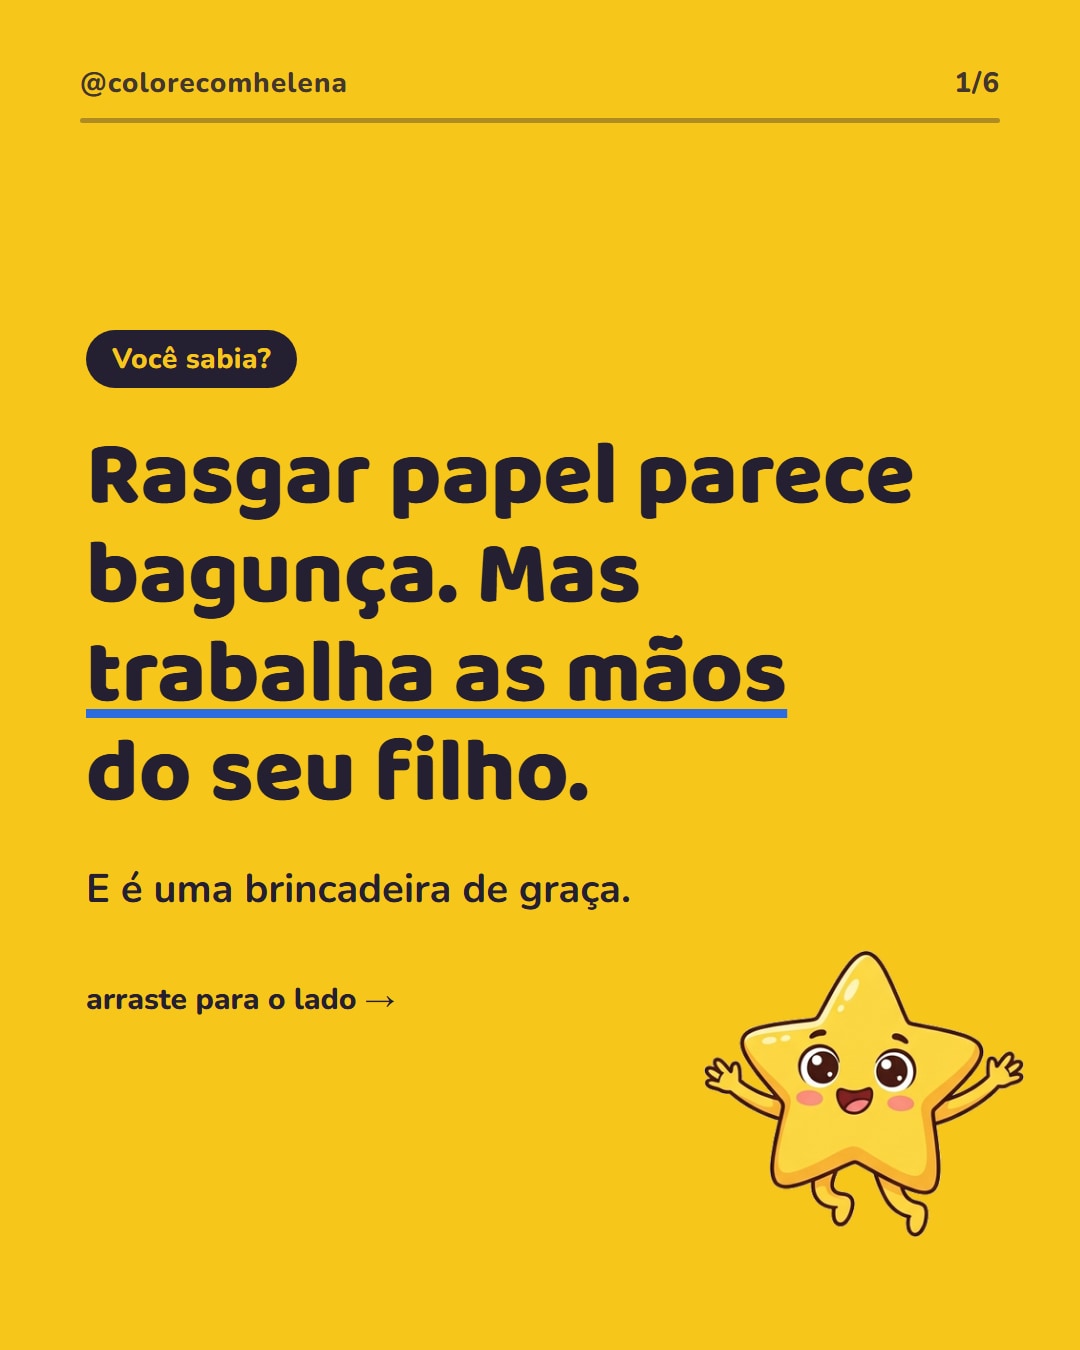 @colorecomhelena
1/6
Você sabia?
Rasgar papel parece
bagunça. Mas
trabalha as mãos
do seu filho.
E é uma brincadeira de graça.
arraste para o lado →